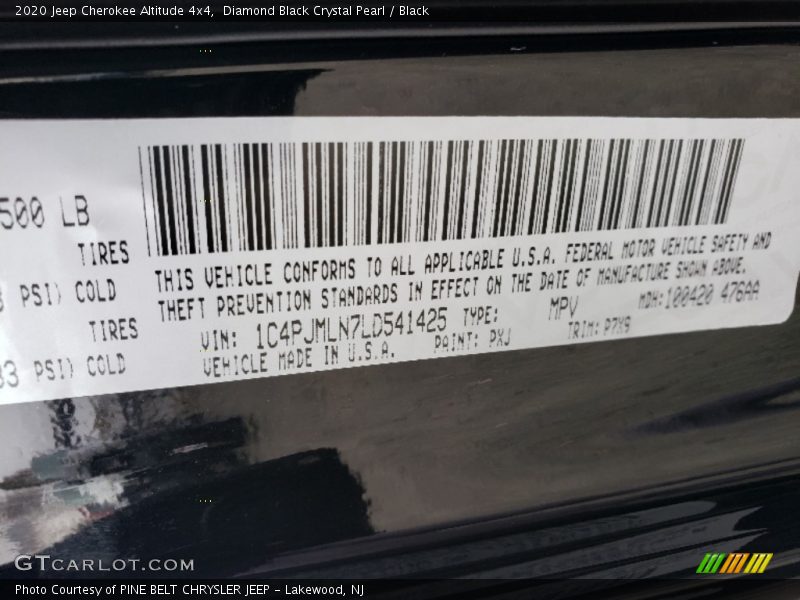 2020 Jeep Cherokee Altitude 4x4, Diamond Black Crystal Pearl / Black
500 LB
TIRES
PSI) COLD
TIRES
33 PSI) COLD
THIS VEHICLE CONFORMS TO ALL APPLICABLE U.S.A. FEDERAL MOTOR VEHICLE SAFETY AND
THEFT PREVENTION STANDARDS IN EFFECT ON THE DATE OF MANUFACTURE SHOWN ABOVE.
VIN: 1C4PJMLN7LD541425 TYPE: MPV MDH:100420 476AA
VEHICLE MADE IN U.S.A. PAINT: PXJ TRIM: P7X9
GTCARLOT.COM
Photo Courtesy of PINE BELT CHRYSLER JEEP - Lakewood, NJ